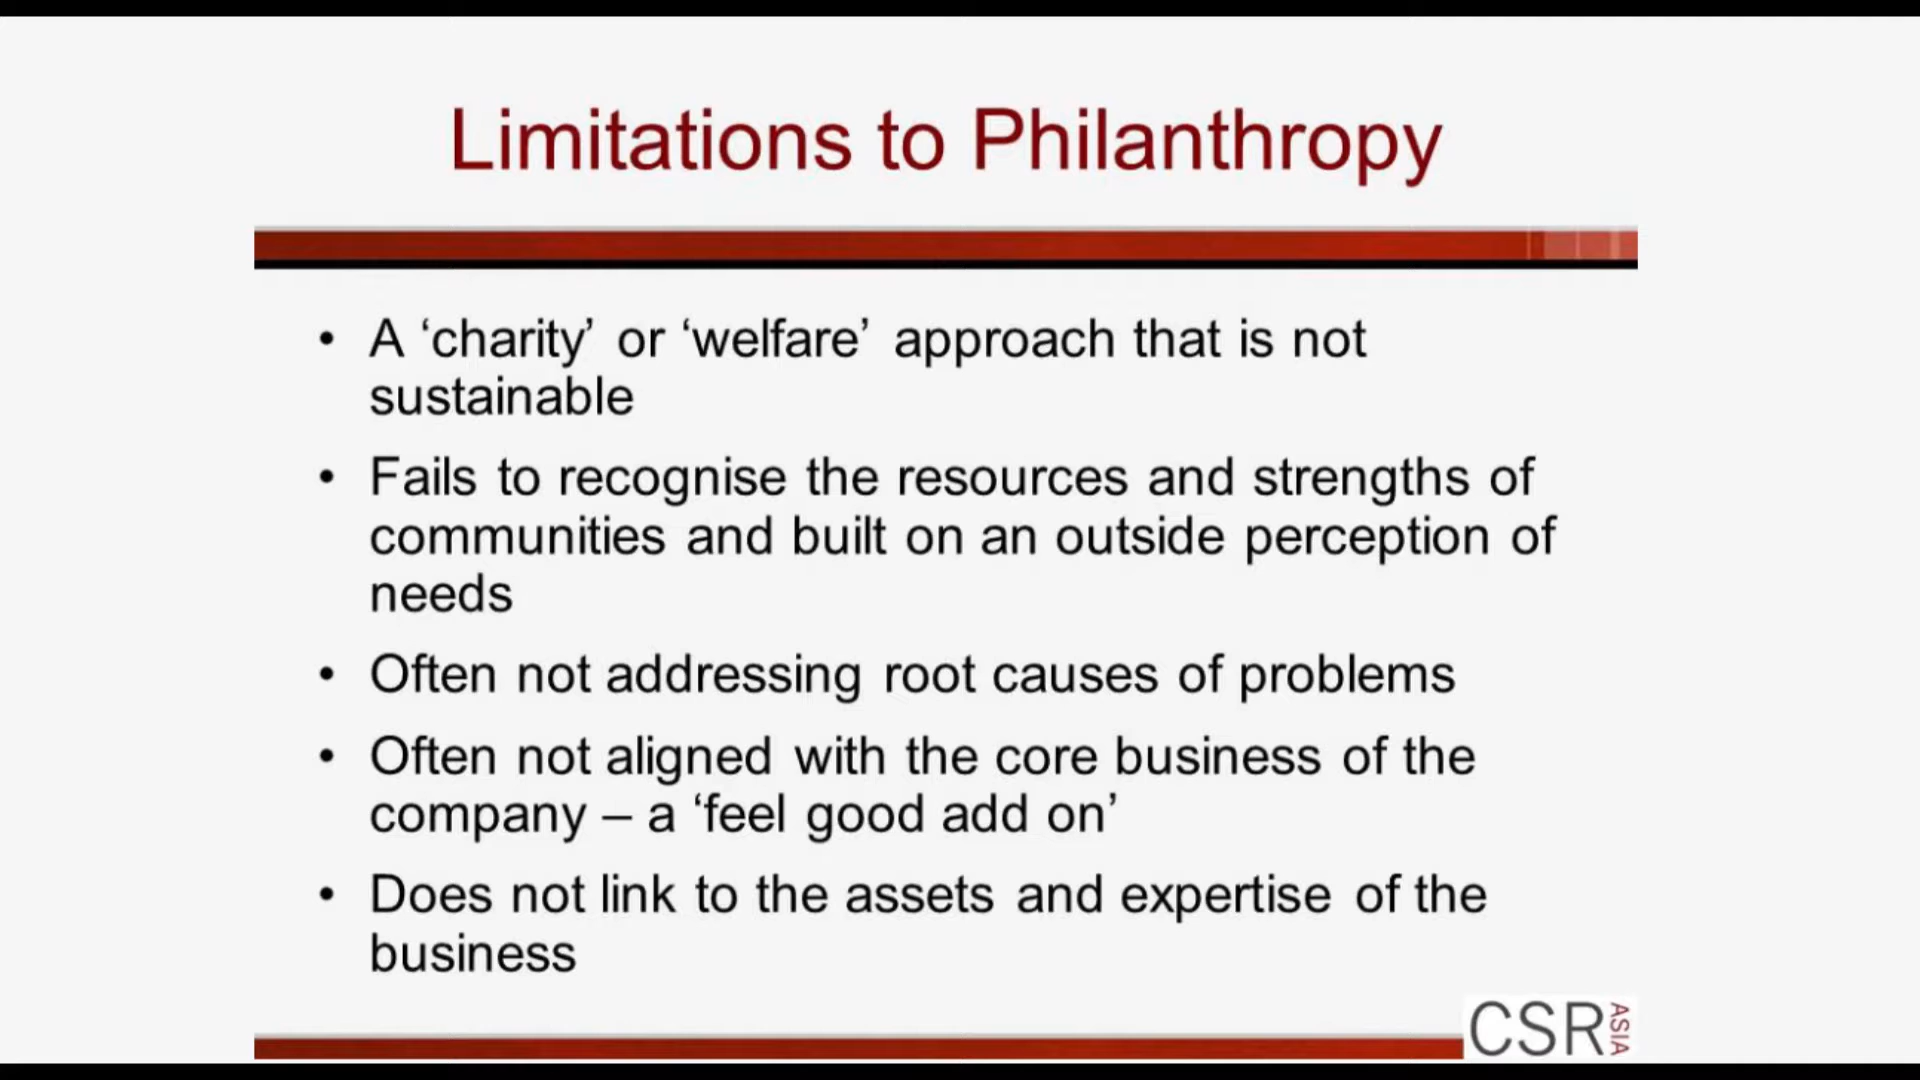 Limitations to Philanthropy
• A ‘charity’ or ‘welfare’ approach that is not
sustainable
• Fails to recognise the resources and strengths of
communities and built on an outside perception of
needs
• Often not addressing root causes of problems
• Often not aligned with the core business of the
company – a ‘feel good add on’
• Does not link to the assets and expertise of the
business
CSR ASIA